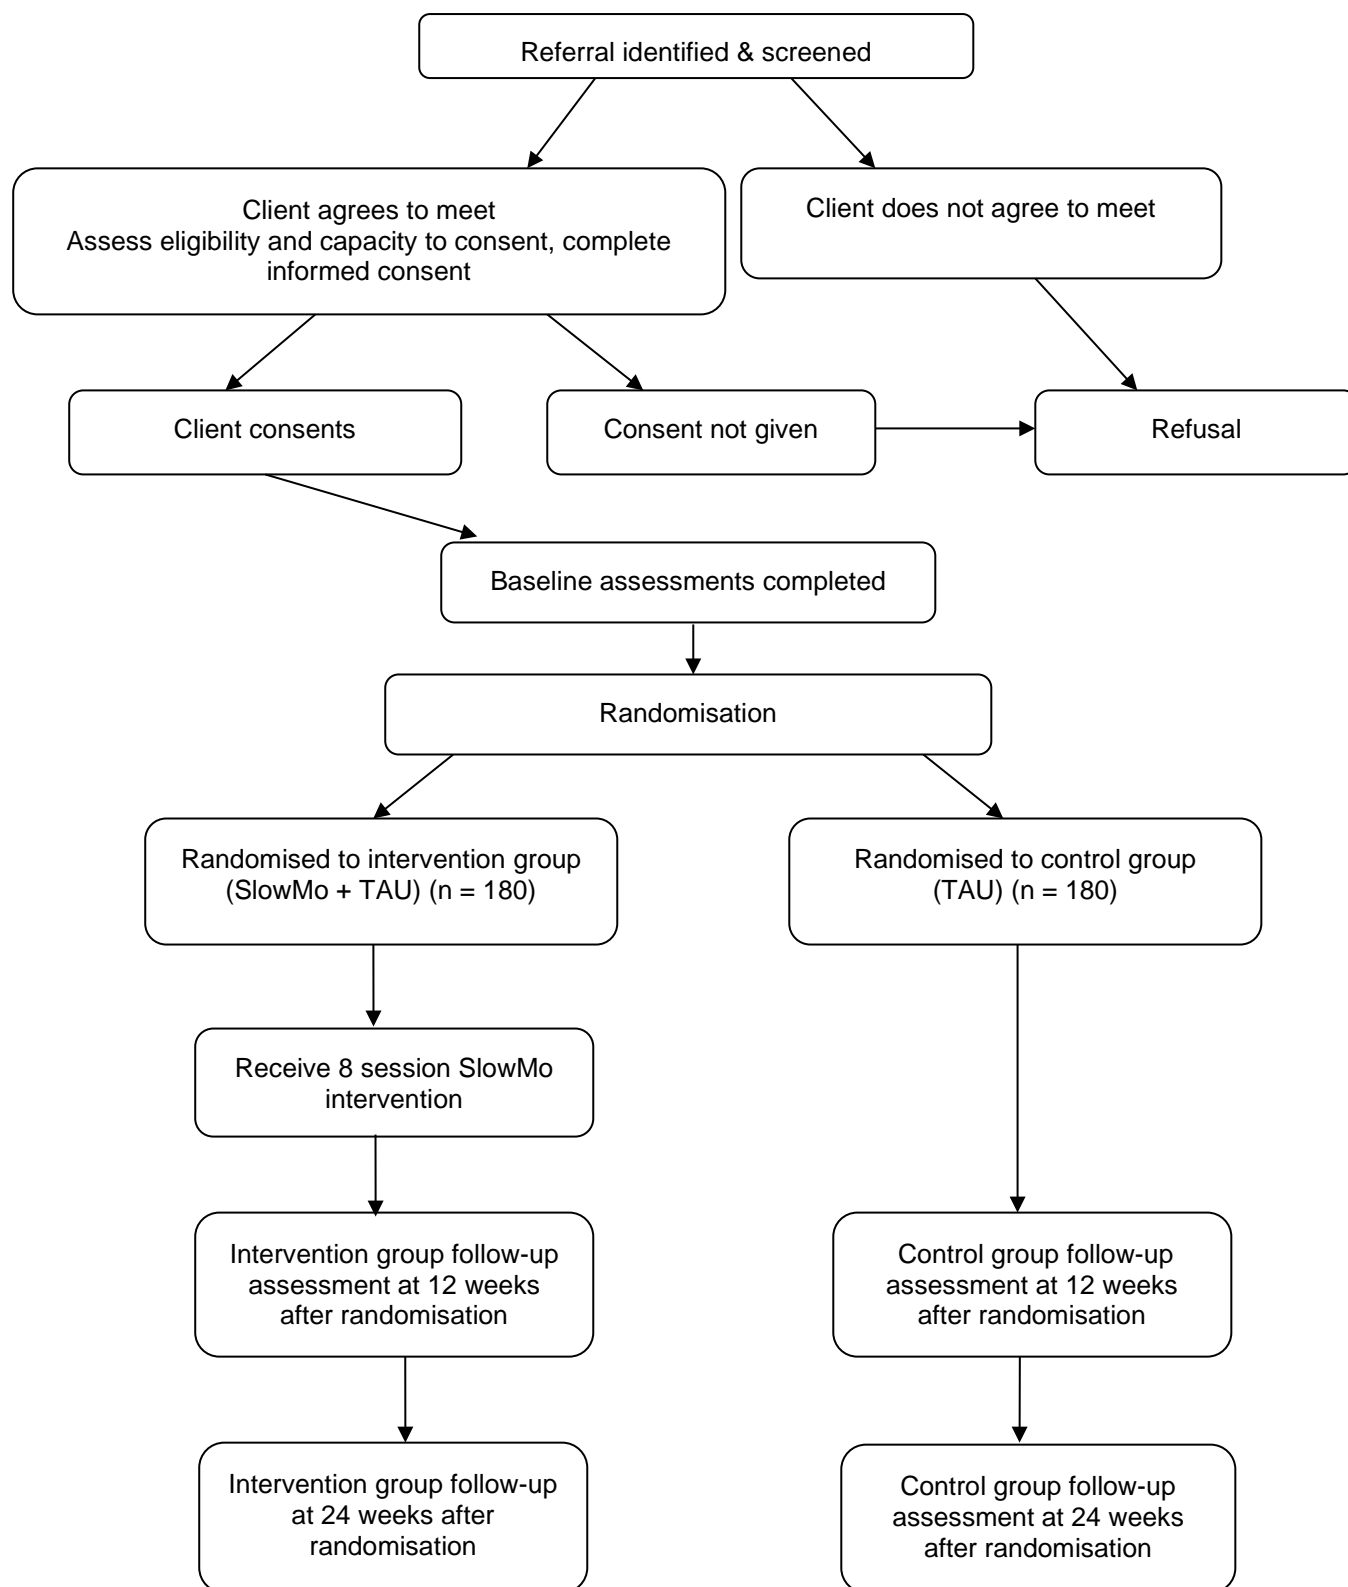 Referral identified & screened
Client agrees to meet
Assess eligibility and capacity to consent, complete
informed consent
Client does not agree to meet
Client consents
Consent not given
Refusal
Baseline assessments completed
Randomisation
Randomised to intervention group
(SlowMo + TAU) (n = 180)
Randomised to control group
(TAU) (n = 180)
Receive 8 session SlowMo
intervention
Intervention group follow-up
assessment at 12 weeks
after randomisation
Control group follow-up
assessment at 12 weeks
after randomisation
Intervention group follow-up
at 24 weeks after
randomisation
Control group follow-up
assessment at 24 weeks
after randomisation